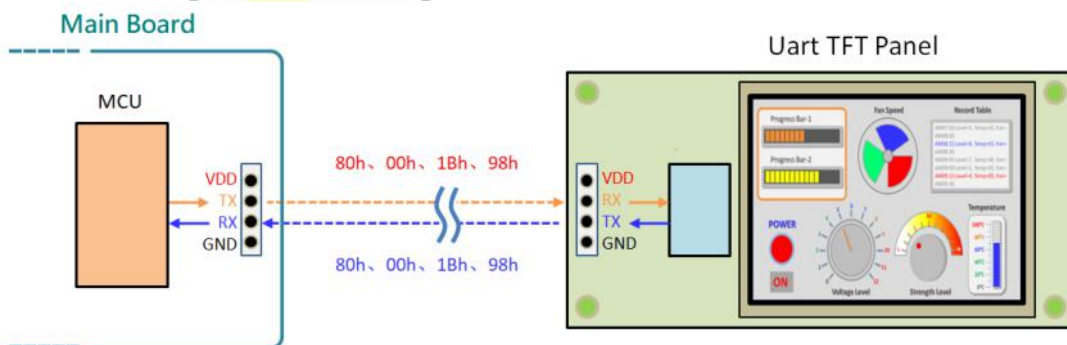 Main Board
Uart TFT Panel
MCU
VDD
TX
RX
GND
80h、00h、1Bh、98h
80h、00h、1Bh、98h
VDD
RX
TX
GND
Progress Bar-1
Progress Bar-2
Fan Speed
Record Table
POWER
ON
Voltage Level
Strength Level
Temperature
100℃